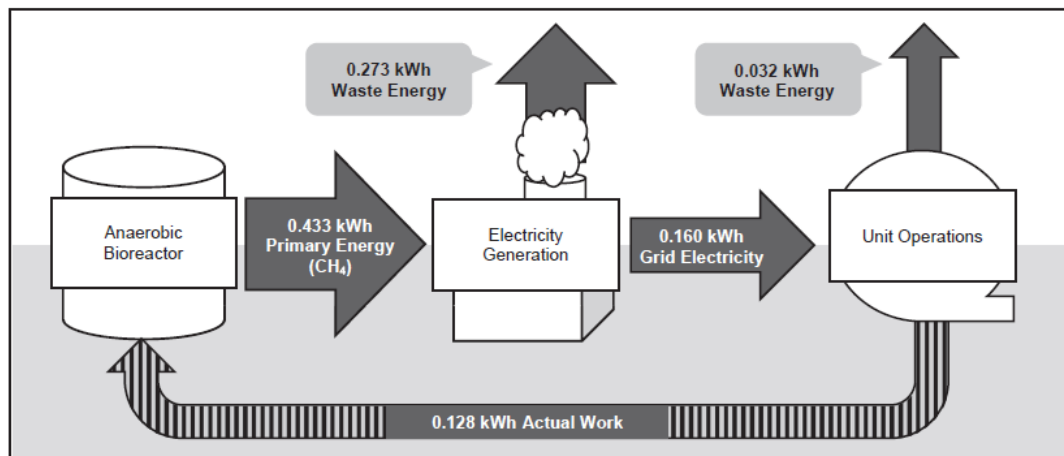 0.273 kWh
Waste Energy
0.032 kWh
Waste Energy
Anaerobic
Bioreactor
0.433 kWh
Primary Energy
(CH₄)
Electricity
Generation
0.160 kWh
Grid Electricity
Unit Operations
0.128 kWh Actual Work